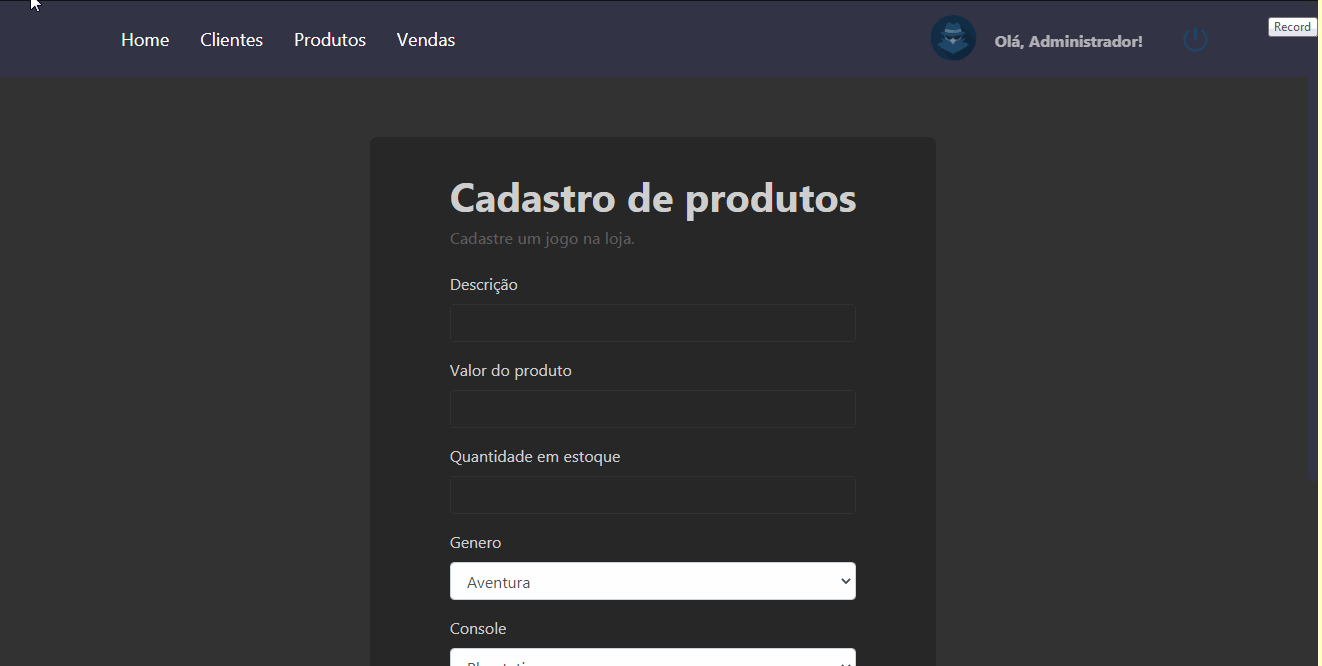 Home Clientes Produtos Vendas Olá, Administrador! Record
Cadastro de produtos
Cadastre um jogo na loja.
Descrição
Valor do produto
Quantidade em estoque
Genero
Aventura
Console